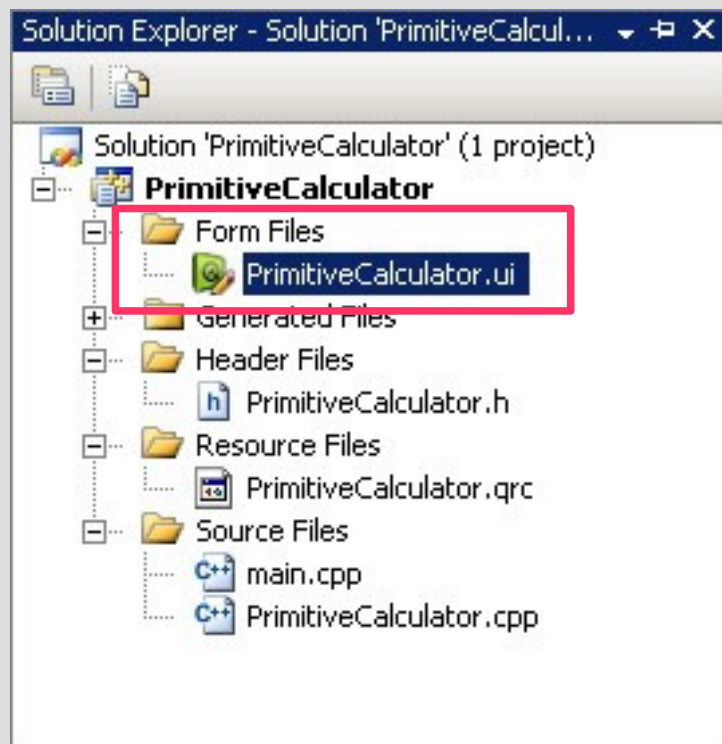 Solution Explorer - Solution 'PrimitiveCalcul...
Solution 'PrimitiveCalculator' (1 project)
PrimitiveCalculator
Form Files
PrimitiveCalculator.ui
Generated Files
Header Files
h PrimitiveCalculator.h
Resource Files
PrimitiveCalculator.qrc
Source Files
C++ main.cpp
C++ PrimitiveCalculator.cpp